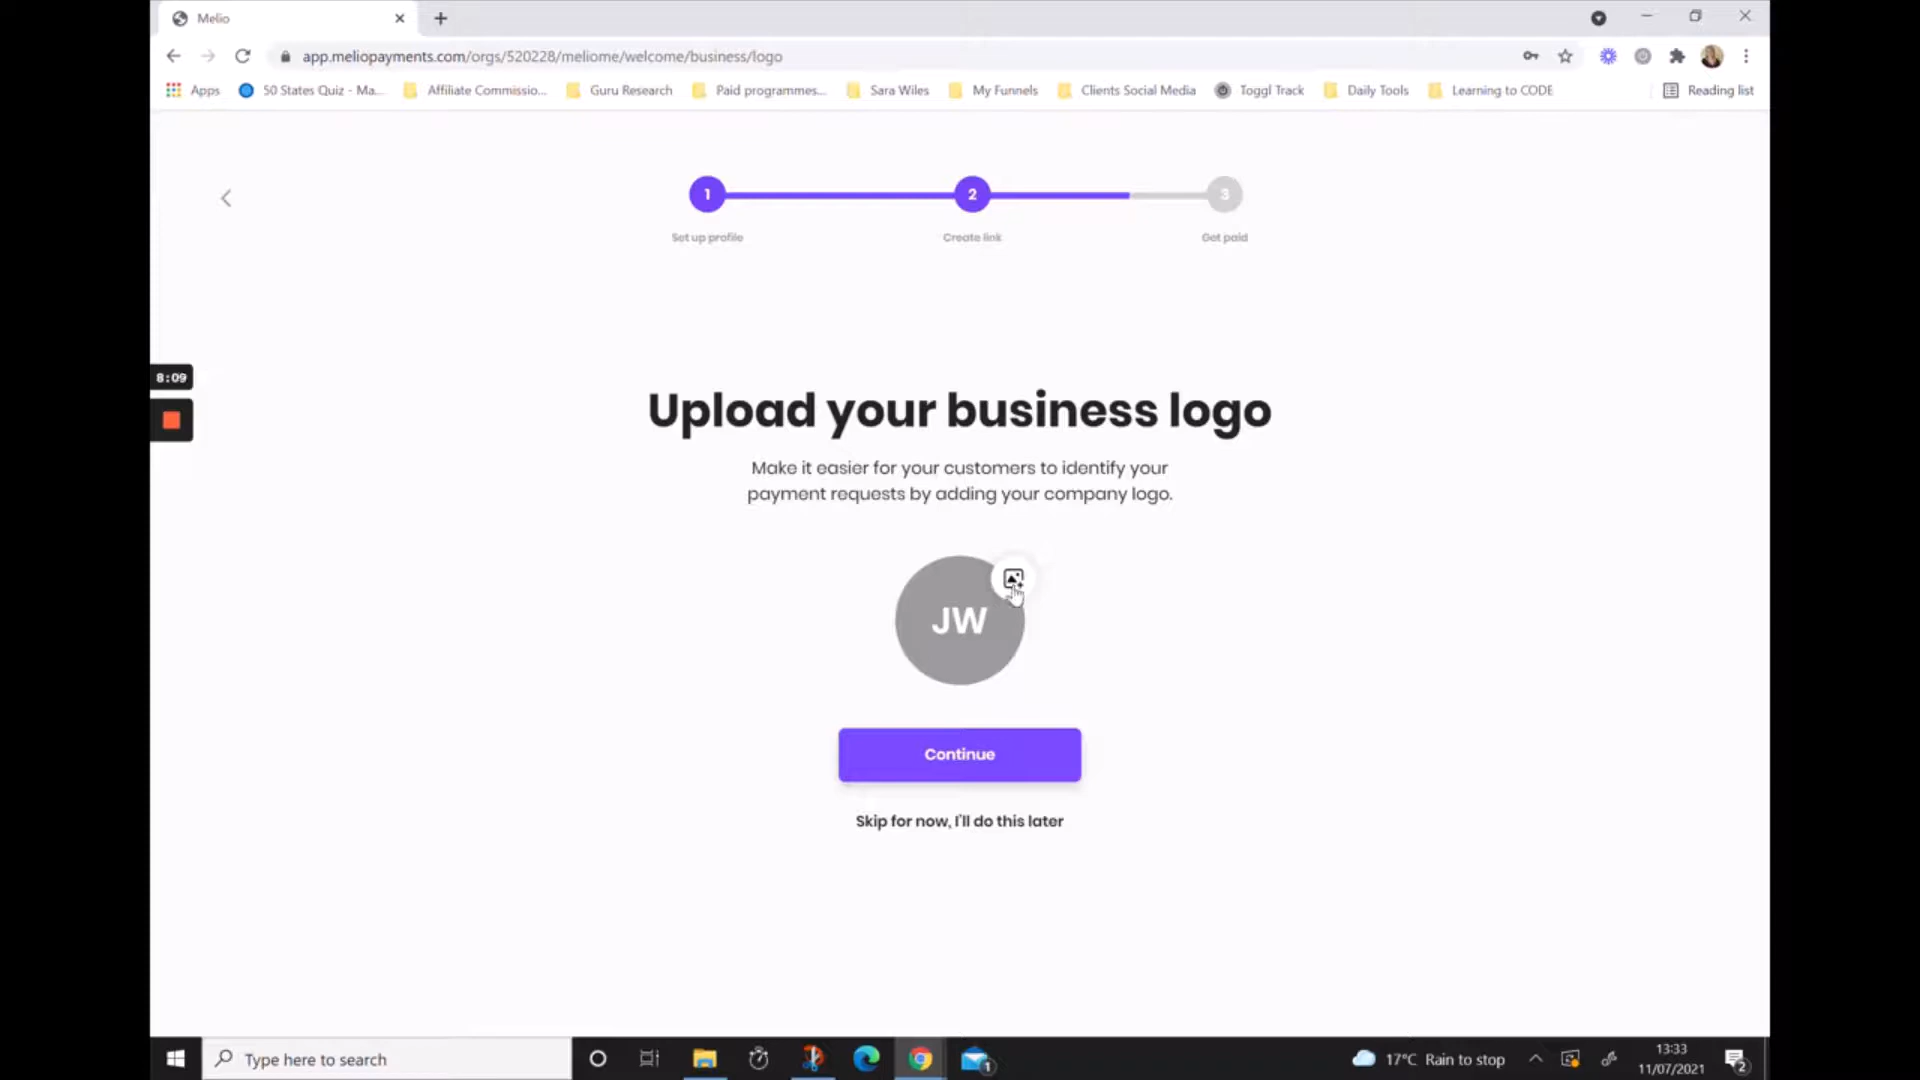 Melio
app.meliopayments.com/orgs/520228/meliome/welcome/business/logo
Apps
50 States Quiz - Ma...
Affiliate Commissio...
Guru Research
Paid programmes...
Sara Wiles
My Funnels
Clients Social Media
Toggl Track
Daily Tools
Learning to CODE
Reading list
1
2
3
Set up profile
Create link
Get paid
8:09
Upload your business logo
Make it easier for your customers to identify your
payment requests by adding your company logo.
JW
Continue
Skip for now, I'll do this later
Type here to search
1
17°C Rain to stop
13:33
11/07/2021
2